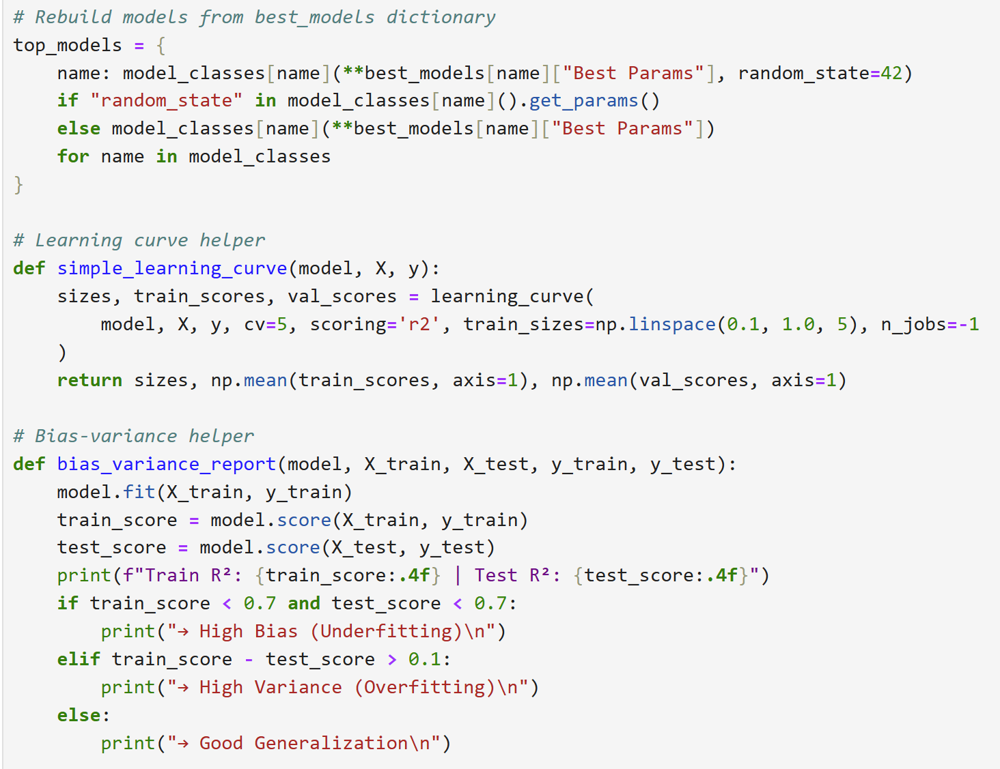 # Rebuild models from best_models dictionary
top_models = {
    name: model_classes[name](**best_models[name]["Best Params"], random_state=42)
    if "random_state" in model_classes[name]().get_params()
    else model_classes[name](**best_models[name]["Best Params"])
    for name in model_classes
}

# Learning curve helper
def simple_learning_curve(model, X, y):
    sizes, train_scores, val_scores = learning_curve(
        model, X, y, cv=5, scoring='r2', train_sizes=np.linspace(0.1, 1.0, 5), n_jobs=-1
    )
    return sizes, np.mean(train_scores, axis=1), np.mean(val_scores, axis=1)

# Bias-variance helper
def bias_variance_report(model, X_train, X_test, y_train, y_test):
    model.fit(X_train, y_train)
    train_score = model.score(X_train, y_train)
    test_score = model.score(X_test, y_test)
    print(f"Train R²: {train_score:.4f} | Test R²: {test_score:.4f}")
    if train_score < 0.7 and test_score < 0.7:
        print("→ High Bias (Underfitting)\n")
    elif train_score - test_score > 0.1:
        print("→ High Variance (Overfitting)\n")
    else:
        print("→ Good Generalization\n")